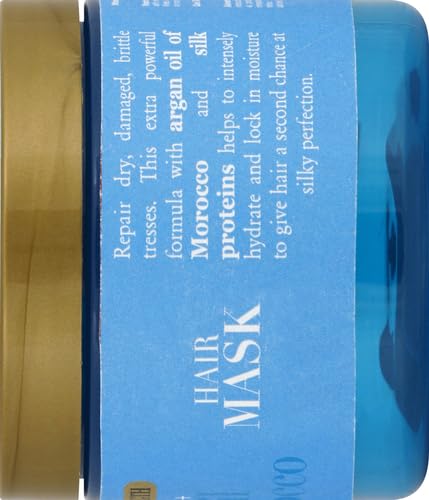 HAIR
MASK
Repair dry, damaged, brittle
tresses. This extra powerful
formula with argan oil of
Morocco and silk
proteins helps to intensely
hydrate and lock in moisture
to give hair a second chance at
silky perfection.